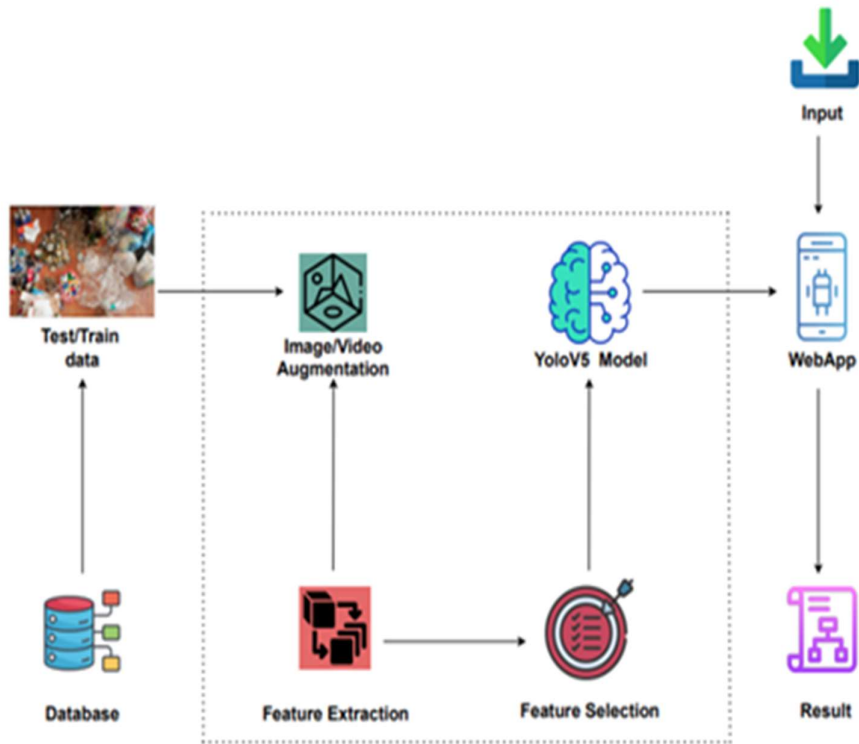 Input
Test/Train
data
Image/Video
Augmentation
YoloV5 Model
WebApp
Database
Feature Extraction
Feature Selection
Result